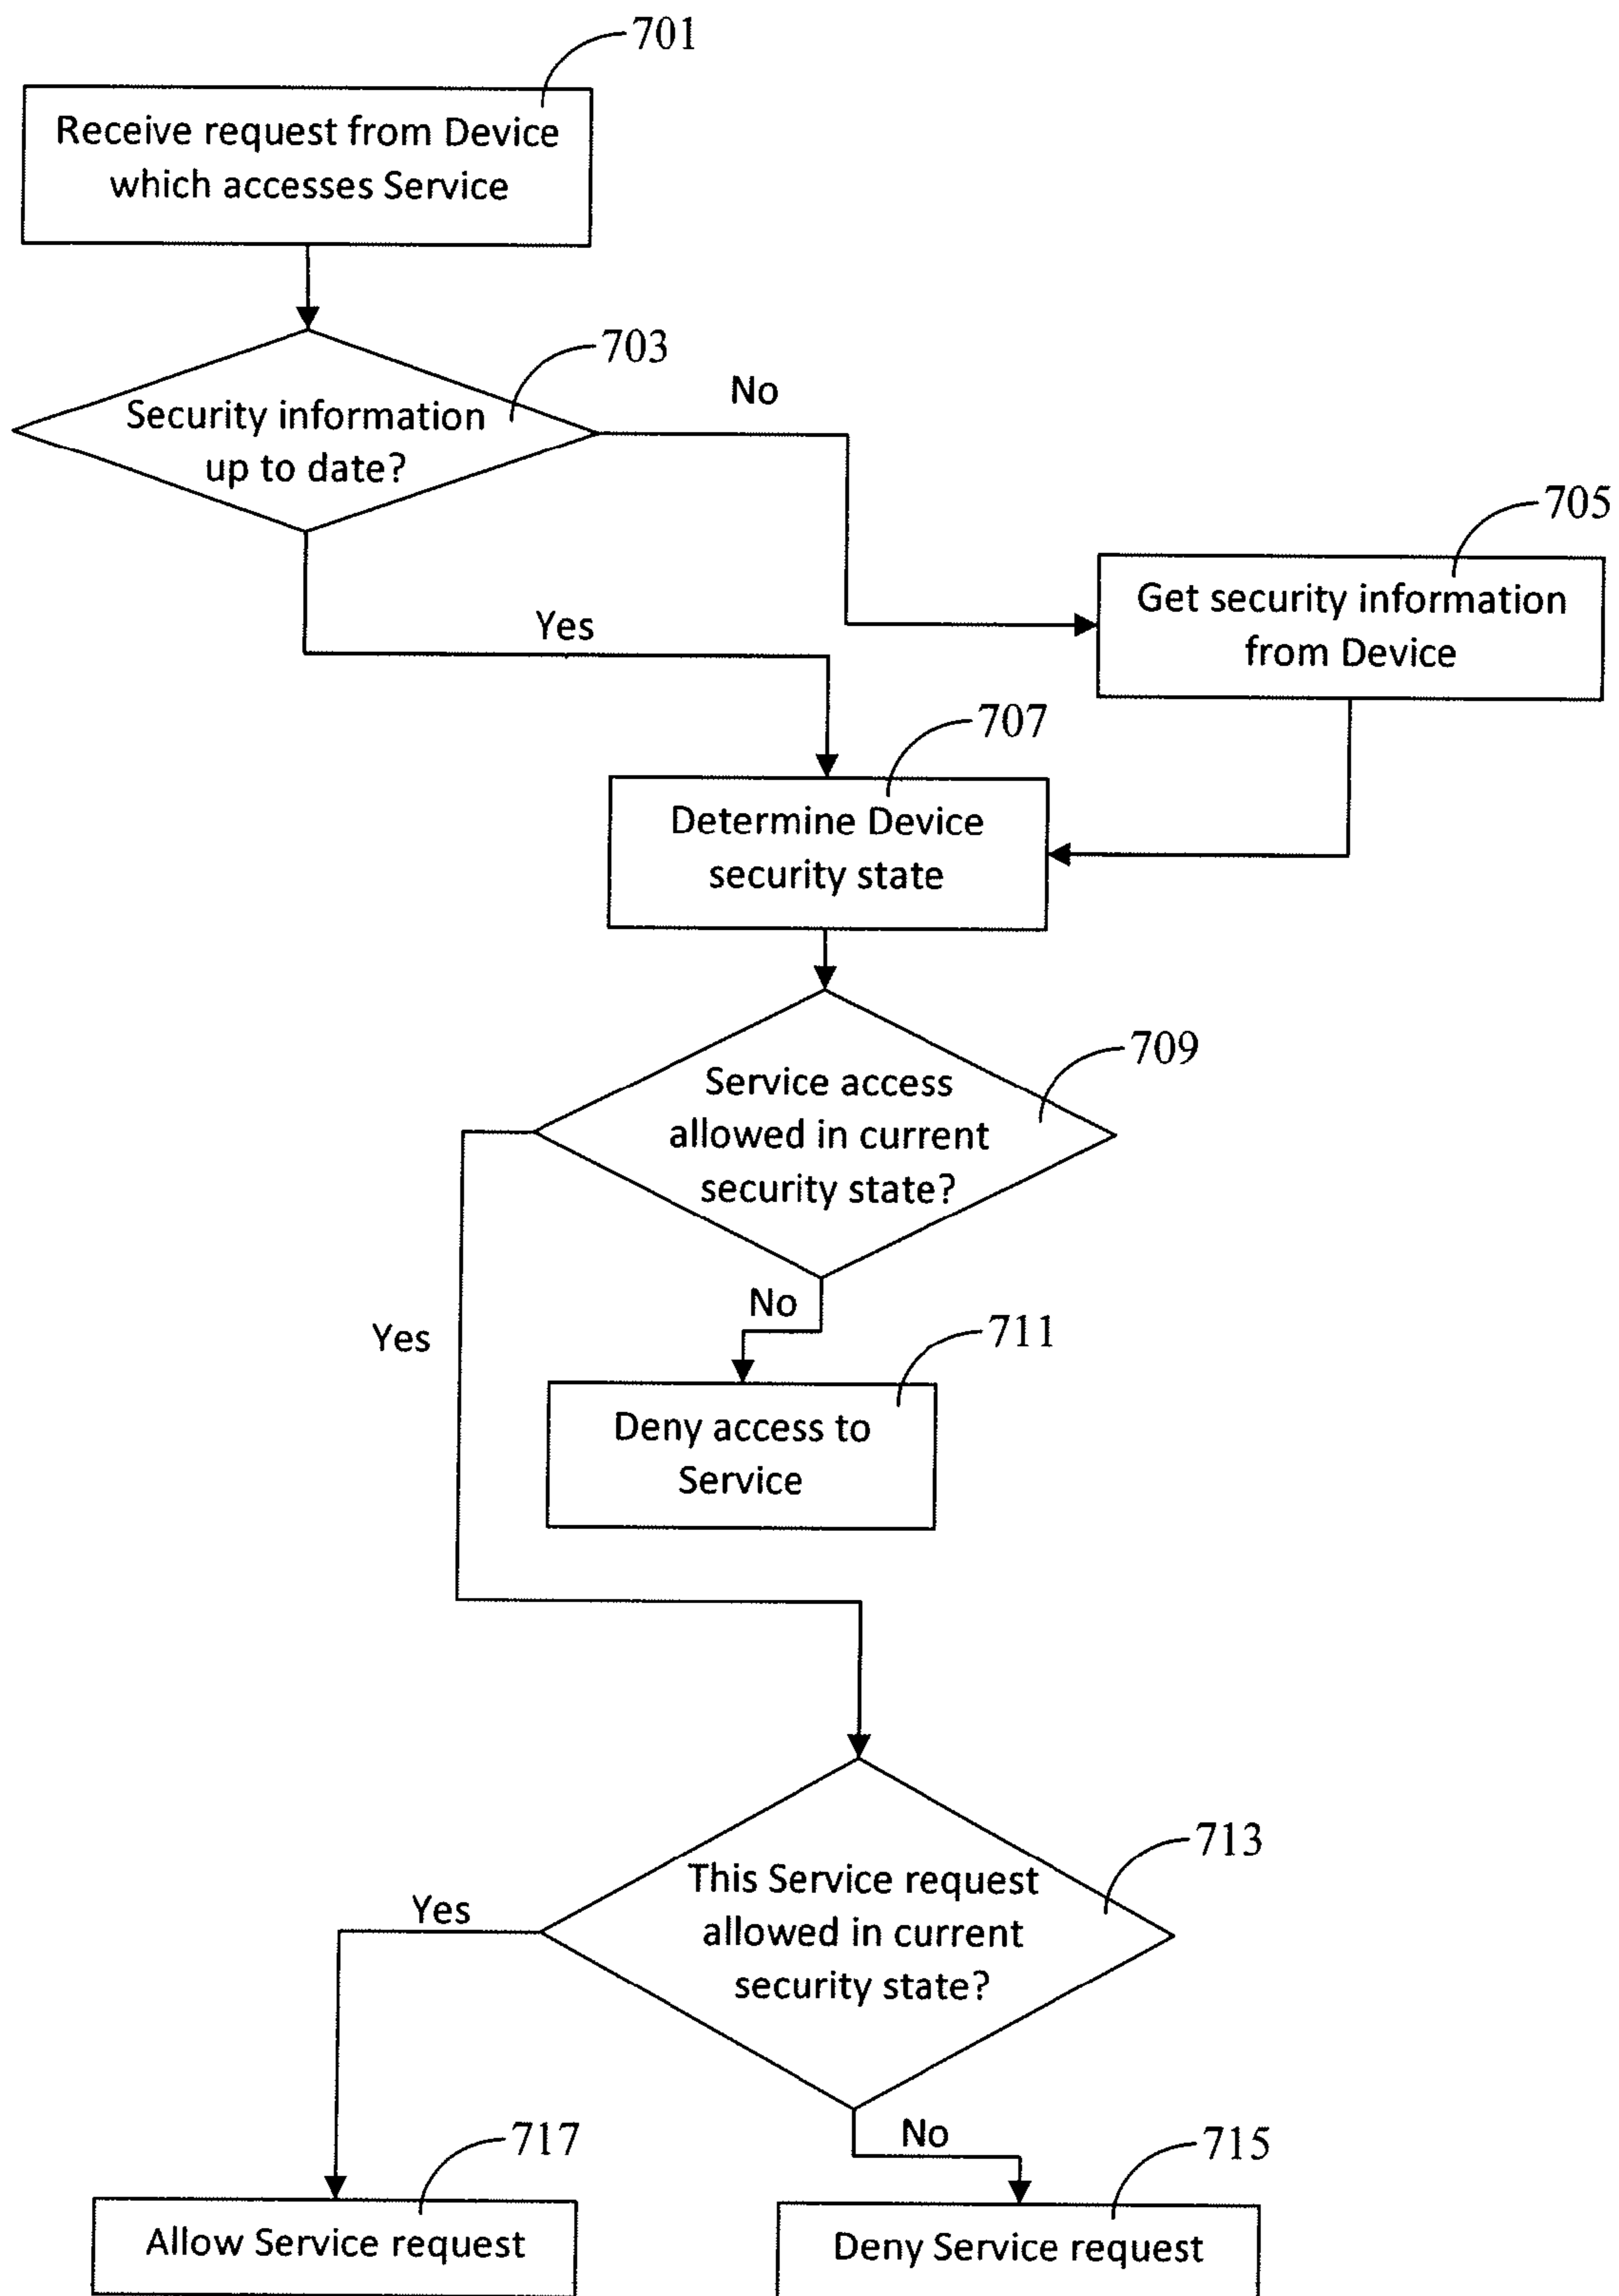 701
Receive request from Device
which accesses Service
703
No
Security information
up to date?
705
Get security information
from Device
Yes
707
Determine Device
security state
709
Service access
allowed in current
security state?
No
Yes
711
Deny access to
Service
713
This Service request
allowed in current
security state?
Yes
No
717
715
Allow Service request
Deny Service request